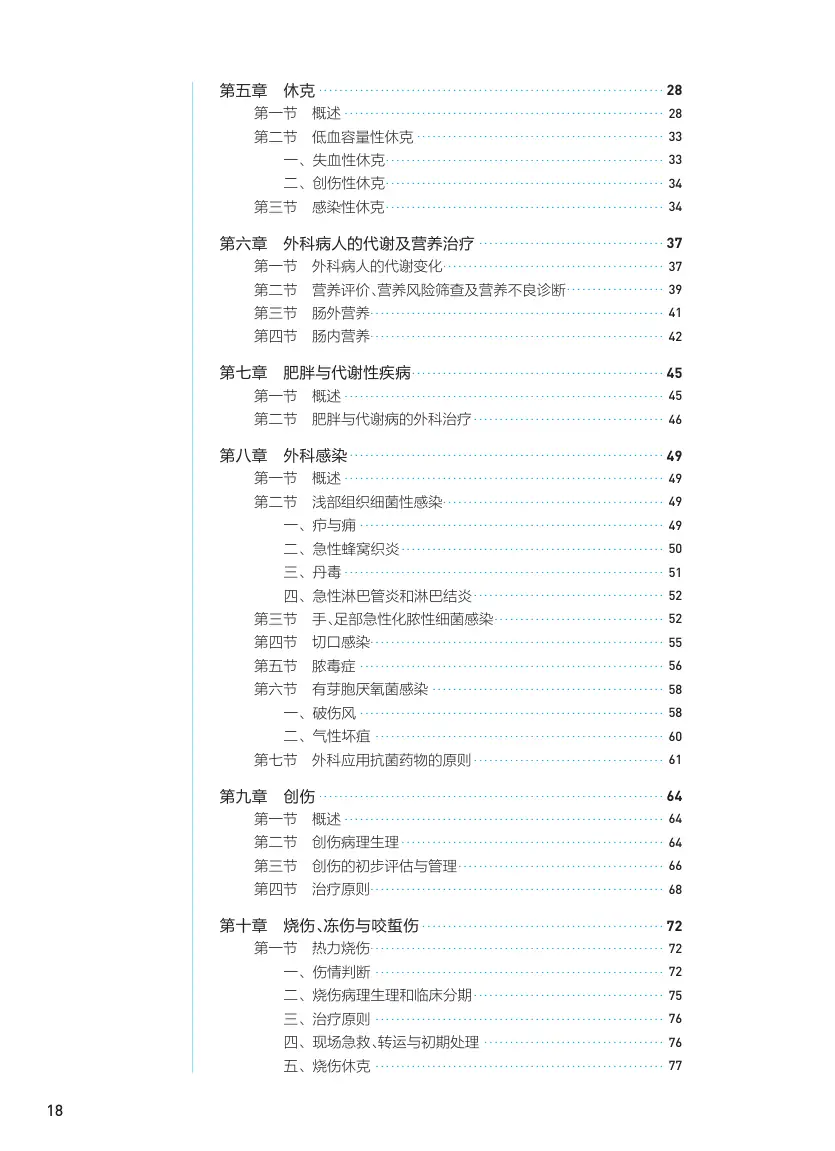 第五章 休克 28
第一节 概述 28
第二节 低血容量性休克 33
一、失血性休克 33
二、创伤性休克 34
第三节 感染性休克 34
第六章 外科病人的代谢及营养治疗 37
第一节 外科病人的代谢变化 37
第二节 营养评价、营养风险筛查及营养不良诊断 39
第三节 肠外营养 41
第四节 肠内营养 42
第七章 肥胖与代谢性疾病 45
第一节 概述 45
第二节 肥胖与代谢病的外科治疗 46
第八章 外科感染 49
第一节 概述 49
第二节 浅部组织细菌性感染 49
一、疖与痈 49
二、急性蜂窝织炎 50
三、丹毒 51
四、急性淋巴管炎和淋巴结炎 52
第三节 手、足部急性化脓性细菌感染 52
第四节 切口感染 55
第五节 脓毒症 56
第六节 有芽胞厌氧菌感染 58
一、破伤风 58
二、气性坏疽 60
第七节 外科应用抗菌药物的原则 61
第九章 创伤 64
第一节 概述 64
第二节 创伤病理生理 64
第三节 创伤的初步评估与管理 66
第四节 治疗原则 68
第十章 烧伤、冻伤与咬蜇伤 72
第一节 热力烧伤 72
一、伤情判断 72
二、烧伤病理生理和临床分期 75
三、治疗原则 76
四、现场急救、转运与初期处理 76
五、烧伤休克 77
18